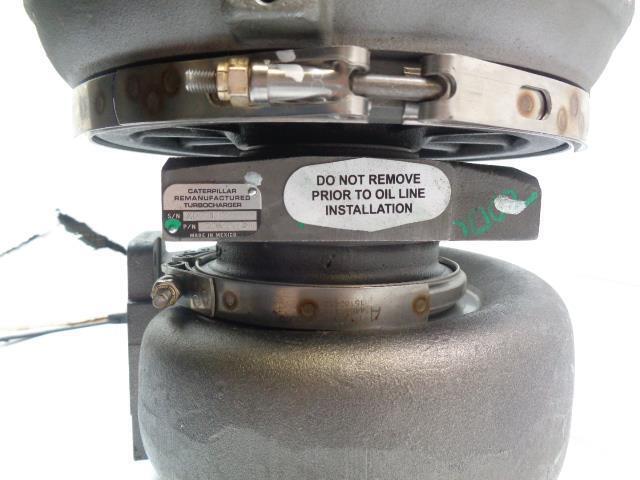 CATERPILLAR
REMANUFACTURED
TURBOCHARGER
S/N
P/N
MADE IN MEXICO
DO NOT REMOVE
PRIOR TO OIL LINE
INSTALLATION